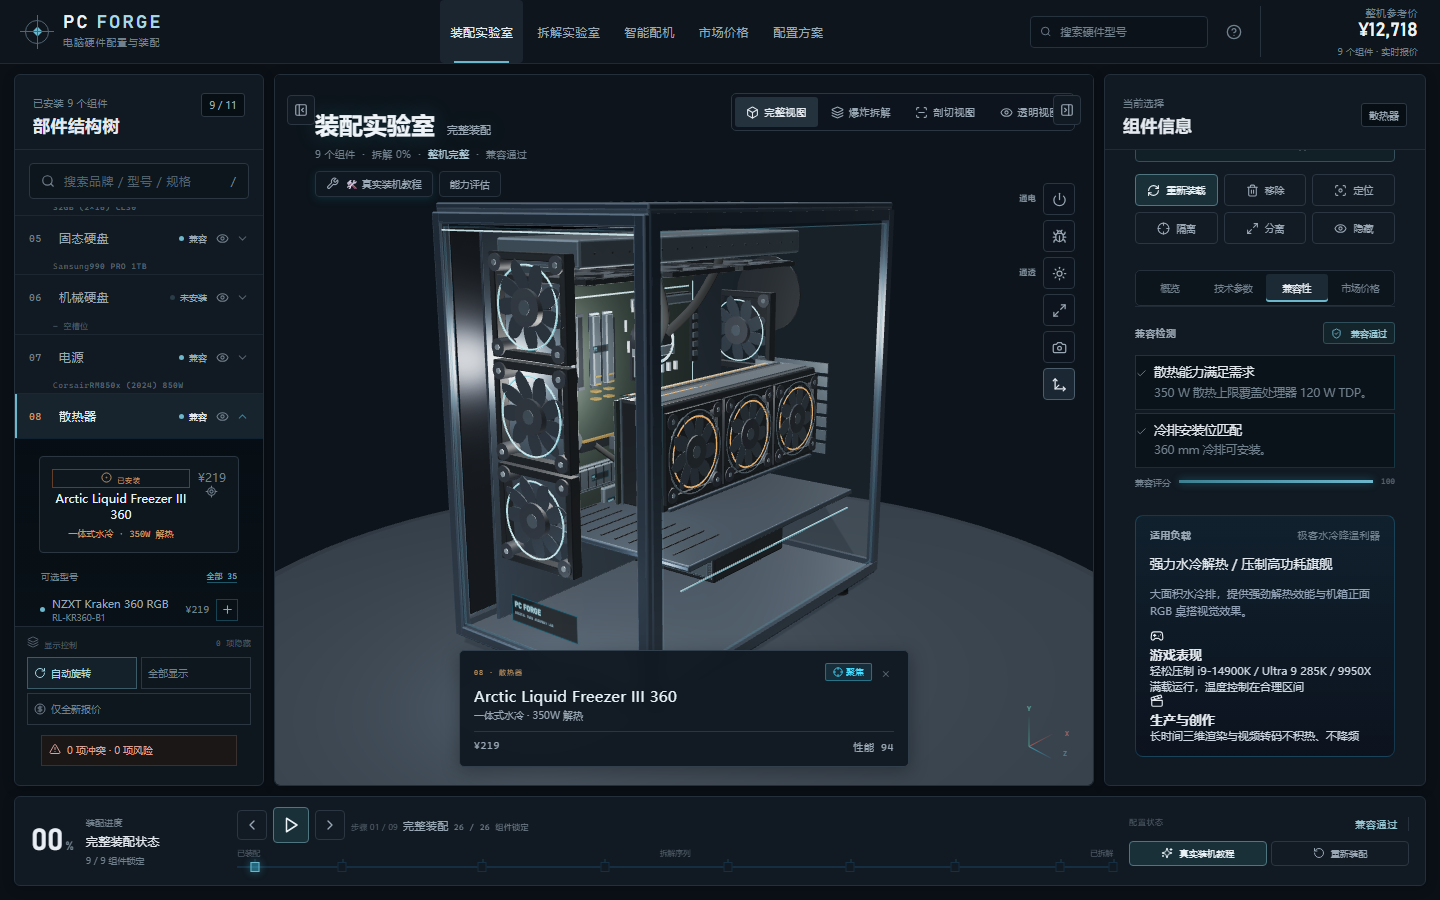 PC FORGE
电脑硬件配置与装配
装配实验室
拆解实验室
智能配机
市场价格
配置方案
搜索硬件型号
整机参考价
¥12,718
9 个组件 · 实时报价
已安装 9 个组件
9 / 11
部件结构树
搜索品牌 / 型号 / 规格 /
32GB (2×16) CL30
05 固态硬盘 兼容
Samsung990 PRO 1TB
06 机械硬盘 未安装
— 空槽位
07 电源 兼容
CorsairRM850x (2024) 850W
08 散热器 兼容
已安装
¥219
Arctic Liquid Freezer III 360
一体式水冷 · 350W 解热
可选型号
全部 35
NZXT Kraken 360 RGB
¥219
RL-KR360-B1
显示控制
0 项隐藏
自动旋转
全部显示
仅全新报价
0 项冲突 · 0 项风险
装配实验室 完整装配
9 个组件 · 拆解 0% · 整机完整 · 兼容通过
真实装机教程
能力评估
完整视图
爆炸拆解
剖切视图
透明视图
通电
通透
PC FORGE
08 · 散热器
聚焦
Arctic Liquid Freezer III 360
一体式水冷 · 350W 解热
¥219
性能 94
Y
X
Z
当前选择
组件信息
散热器
重新装载
移除
定位
隔离
分离
隐藏
概览
技术参数
兼容性
市场价格
兼容检测
兼容通过
散热能力满足需求
350 W 散热上限覆盖处理器 120 W TDP。
冷排安装位匹配
360 mm 冷排可安装。
兼容评分
100
适用负载
极客水冷降温利器
强力水冷解热 / 压制高功耗旗舰
大面积水冷排，提供强劲解热效能与机箱正面
RGB 桌搭视觉效果。
游戏表现
轻松压制 i9-14900K / Ultra 9 285K / 9950X
满载运行，温度控制在合理区间
生产与创作
长时间三维渲染与视频转码不积热、不降频
00%
装配进度
完整装配状态
9 / 9 组件锁定
步骤 01 / 09 完整装配 26 / 26 组件锁定
已装配
拆解序列
已拆解
配置状态
兼容通过
真实装机教程
重新装配